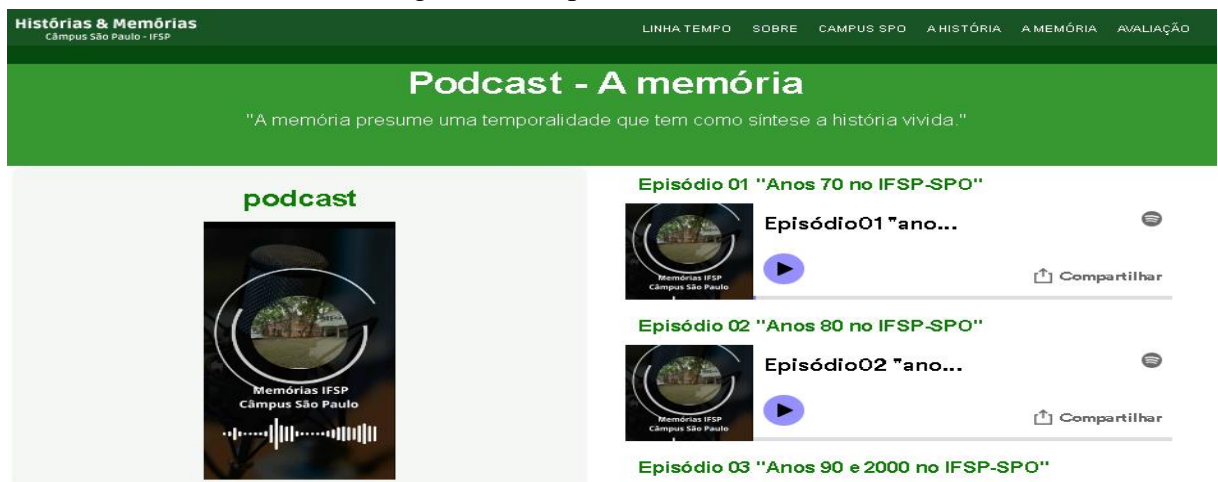 Histórias & Memórias
Câmpus São Paulo - IFSP
LINHA TEMPO SOBRE CAMPUS SPO A HISTÓRIA A MEMÓRIA AVALIAÇÃO
Podcast - A memória
"A memória presume uma temporalidade que tem como síntese a história vivida."
podcast
Memórias IFSP
Câmpus São Paulo
Episódio 01 "Anos 70 no IFSP-SPO"
Memórias IFSP
Câmpus São Paulo
Episódio01 "ano...
Compartilhar
Episódio 02 "Anos 80 no IFSP-SPO"
Memórias IFSP
Câmpus São Paulo
Episódio02 "ano...
Compartilhar
Episódio 03 "Anos 90 e 2000 no IFSP-SPO"